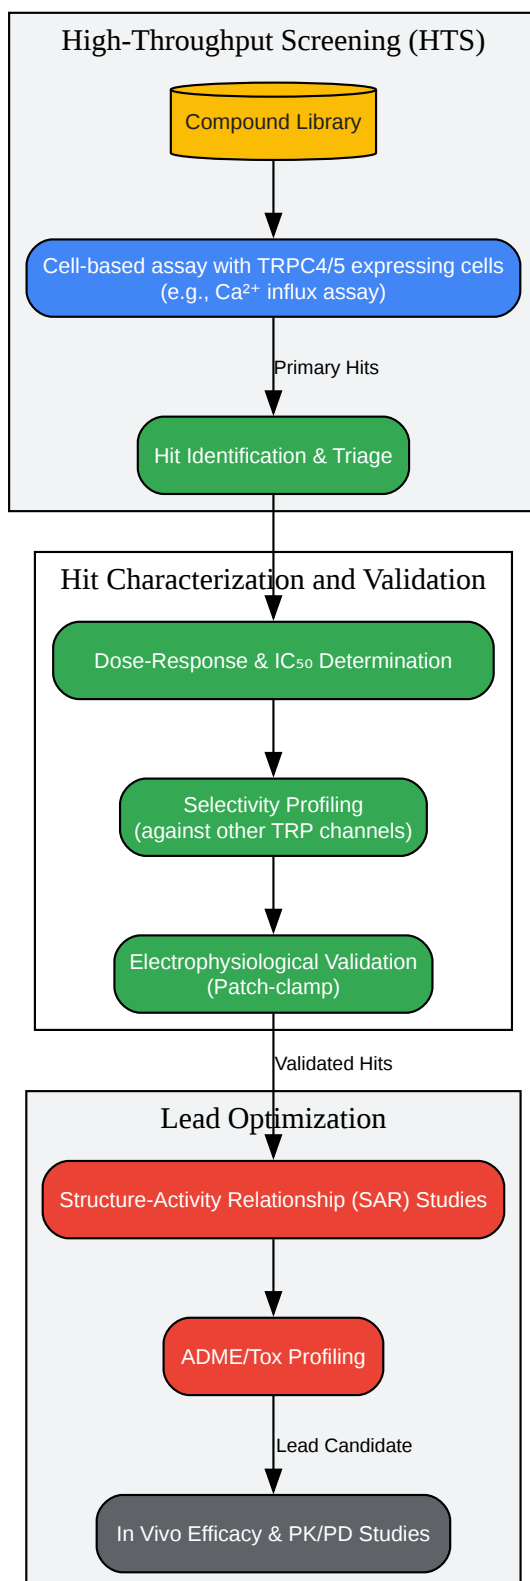 High-Throughput Screening (HTS)
Compound Library
Cell-based assay with TRPC4/5 expressing cells
(e.g., Ca²⁺ influx assay)
Primary Hits
Hit Identification & Triage
Hit Characterization and Validation
Dose-Response & IC₅₀ Determination
Selectivity Profiling
(against other TRP channels)
Electrophysiological Validation
(Patch-clamp)
Validated Hits
Lead Optimization
Structure-Activity Relationship (SAR) Studies
ADME/Tox Profiling
Lead Candidate
In Vivo Efficacy & PK/PD Studies